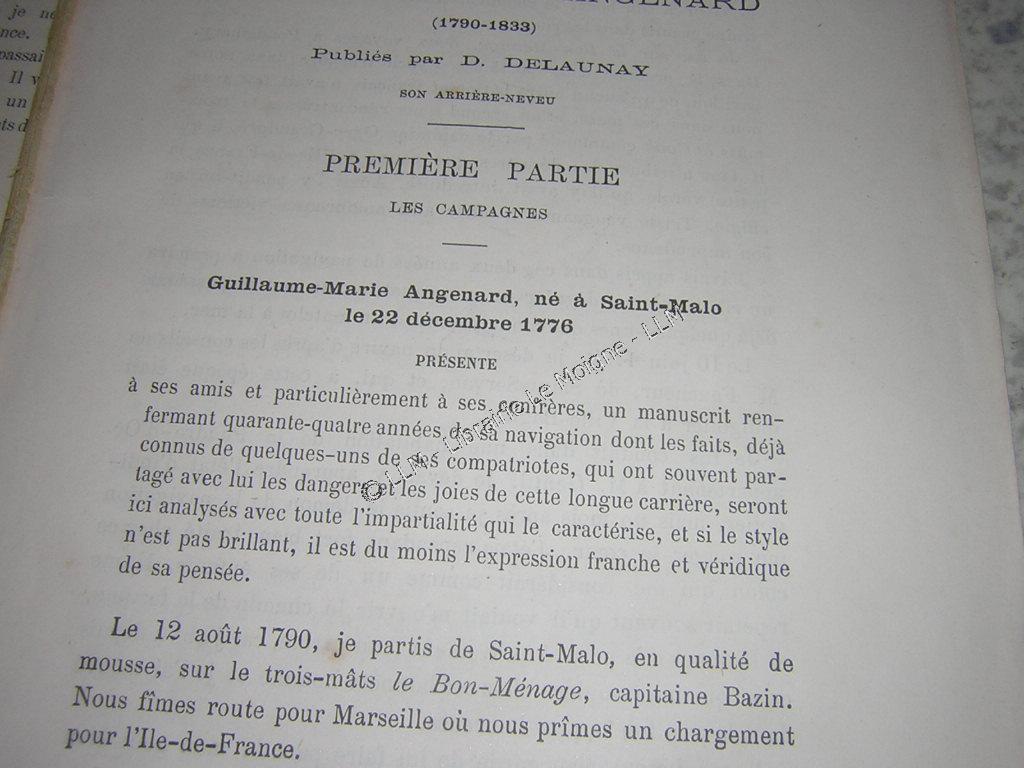 ANGENARD
(1790-1833)
Publiés par D. DELAUNAY
SON ARRIÈRE-NEVEU
PREMIÈRE PARTIE
LES CAMPAGNES
Guillaume-Marie Angenard, né à Saint-Malo
le 22 décembre 1776
PRÉSENTE
à ses amis et particulièrement à ses confrères, un manuscrit ren-
fermant quarante-quatre années de sa navigation dont les faits, déjà
connus de quelques-uns de ses compatriotes, qui ont souvent par-
tagé avec lui les dangers et les joies de cette longue carrière, seront
ici analysés avec toute l'impartialité qui le caractérise, et si le style
n'est pas brillant, il est du moins l'expression franche et véridique
de sa pensée.
Le 12 août 1790, je partis de Saint-Malo, en qualité de
mousse, sur le trois-mâts le Bon-Ménage, capitaine Bazin.
Nous fîmes route pour Marseille où nous prîmes un chargement
pour l'Ile-de-France.
© LLM - Librairie Le Moigne - LLM
je
nce.
passai
Il v
un